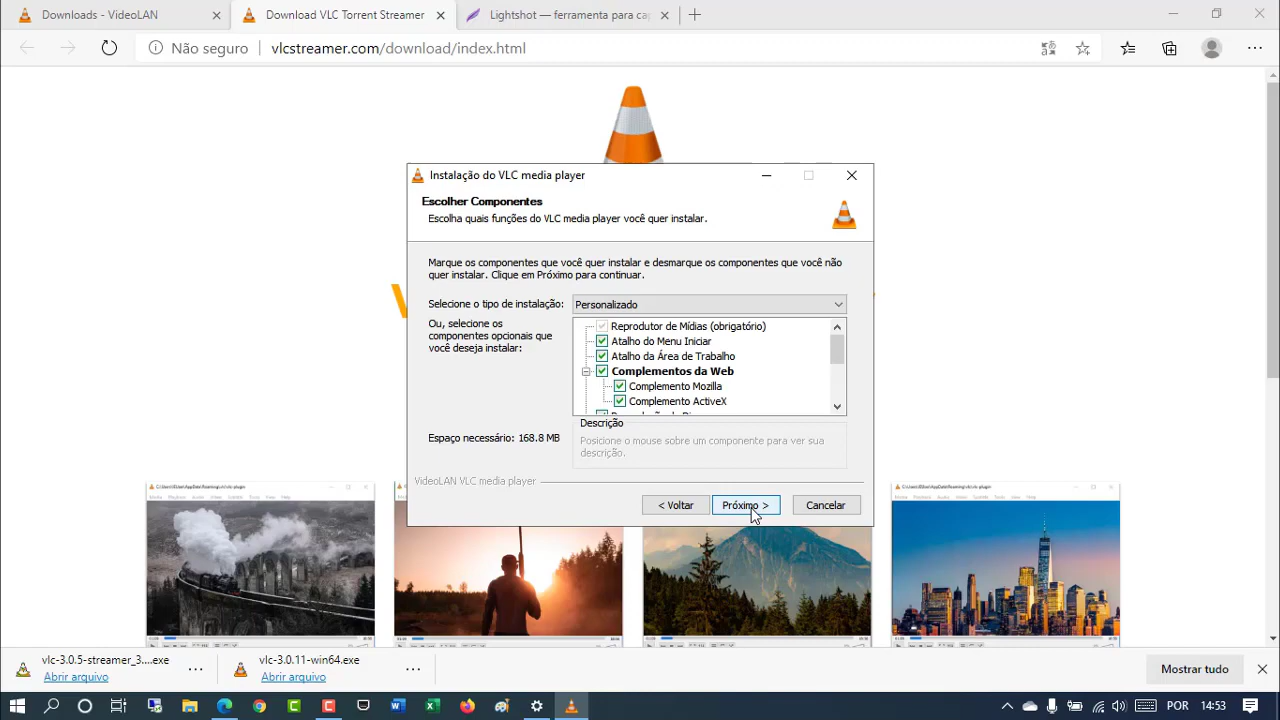 Downloads - VideoLAN
Download VLC Torrent Streamer
Lightshot — ferramenta para ca
Não seguro
vlcstreamer.com/download/index.html
Instalação do VLC media player
Escolher Componentes
Escolha quais funções do VLC media player você quer instalar.
Marque os componentes que você quer instalar e desmarque os componentes que você não
quer instalar. Clique em Próximo para continuar.
Selecione o tipo de instalação:
Personalizado
Ou, selecione os
componentes opcionais que
você deseja instalar:
Reprodutor de Mídias (obrigatório)
Atalho do Menu Iniciar
Atalho da Área de Trabalho
Complementos da Web
Complemento Mozilla
Complemento ActiveX
Espaço necessário: 168.8 MB
Descrição
Posicione o mouse sobre um componente para ver sua
descrição.
VideoLAN VLC media player
< Voltar
Próximo >
Cancelar
vlc-3.0.5-streamer_3....exe
Abrir arquivo
vlc-3.0.11-win64.exe
Abrir arquivo
Mostrar tudo
POR
14:53